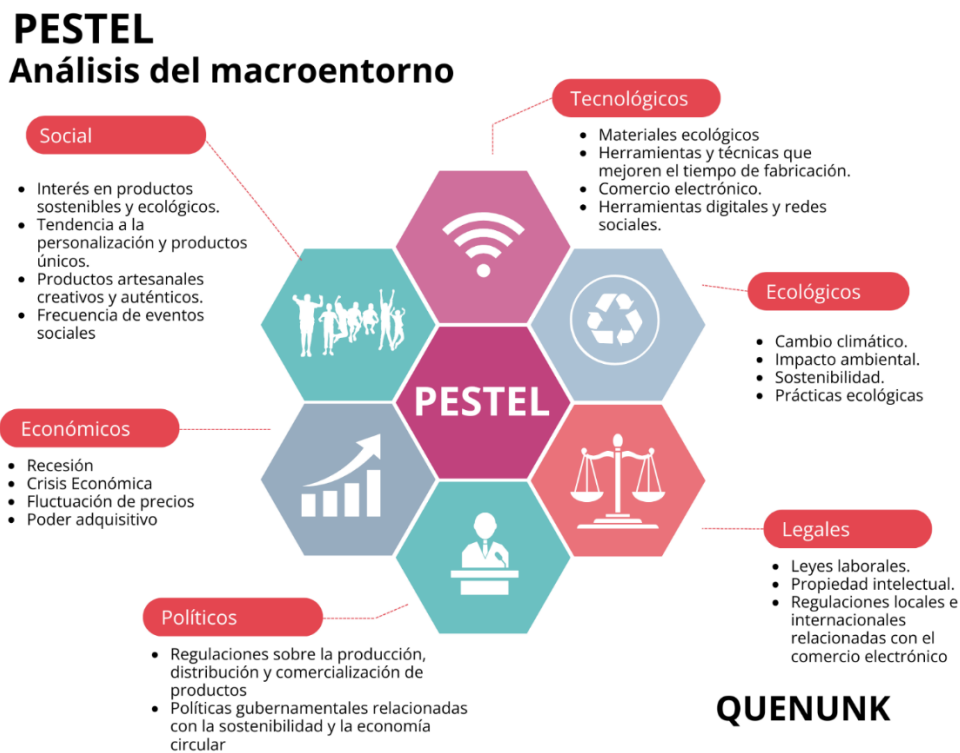 PESTEL
Análisis del macroentorno
Social
• Interés en productos
sostenibles y ecológicos.
• Tendencia a la
personalización y productos
únicos.
• Productos artesanales
creativos y auténticos.
• Frecuencia de eventos
sociales
Tecnológicos
• Materiales ecológicos
• Herramientas y técnicas que
mejoren el tiempo de fabricación.
• Comercio electrónico.
• Herramientas digitales y redes
sociales.
Ecológicos
• Cambio climático.
• Impacto ambiental.
• Sostenibilidad.
• Prácticas ecológicas
PESTEL
Económicos
• Recesión
• Crisis Económica
• Fluctuación de precios
• Poder adquisitivo
Legales
• Leyes laborales.
• Propiedad intelectual.
• Regulaciones locales e
internacionales
relacionadas con el
comercio electrónico
Políticos
• Regulaciones sobre la producción,
distribución y comercialización de
productos
• Políticas gubernamentales relacionadas
con la sostenibilidad y la economía
circular
QUENUNK